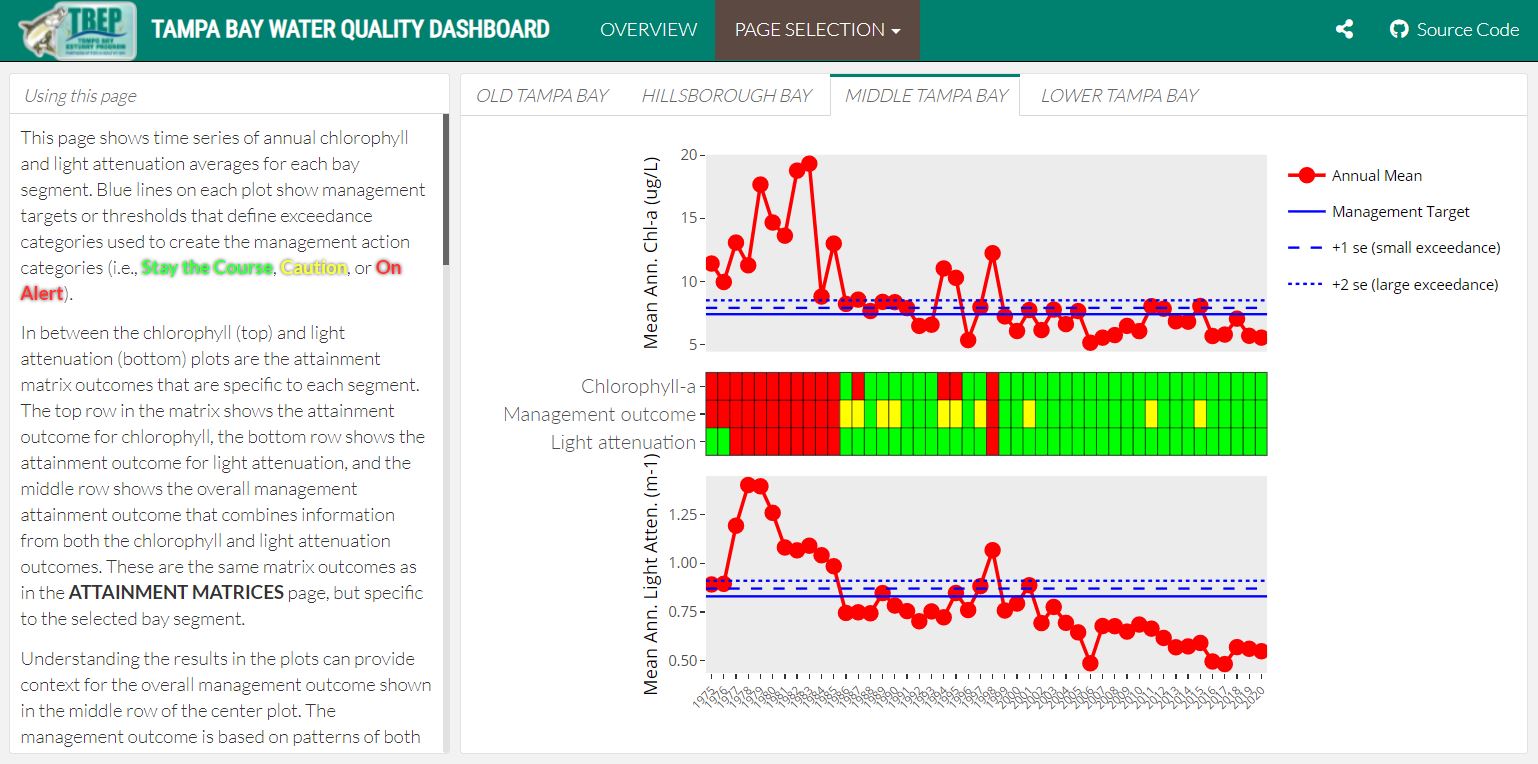 TBEP
TAMPA BAY
ESTUARY PROGRAM
TAMPA BAY WATER QUALITY DASHBOARD
OVERVIEW
PAGE SELECTION
Source Code
Using this page
This page shows time series of annual chlorophyll
and light attenuation averages for each bay
segment. Blue lines on each plot show management
targets or thresholds that define exceedance
categories used to create the management action
categories (i.e., Stay the Course, Caution, or On
Alert).
In between the chlorophyll (top) and light
attenuation (bottom) plots are the attainment
matrix outcomes that are specific to each segment.
The top row in the matrix shows the attainment
outcome for chlorophyll, the bottom row shows the
attainment outcome for light attenuation, and the
middle row shows the overall management
attainment outcome that combines information
from both the chlorophyll and light attenuation
outcomes. These are the same matrix outcomes as
in the ATTAINMENT MATRICES page, but specific
to the selected bay segment.
Understanding the results in the plots can provide
context for the overall management outcome shown
in the middle row of the center plot. The
management outcome is based on patterns of both
OLD TAMPA BAY
HILLSBOROUGH BAY
MIDDLE TAMPA BAY
LOWER TAMPA BAY
Mean Ann. Chl-a (ug/L)
20
15
10
5
Annual Mean
Management Target
+1 se (small exceedance)
+2 se (large exceedance)
Chlorophyll-a
Management outcome
Light attenuation
Mean Ann. Light Atten. (m-1)
1.25
1.00
0.75
0.50
1975
1976
1977
1978
1979
1980
1981
1982
1983
1984
1985
1986
1987
1988
1989
1990
1991
1992
1993
1994
1995
1996
1997
1998
1999
2000
2001
2002
2003
2004
2005
2006
2007
2008
2009
2010
2011
2012
2013
2014
2015
2016
2017
2018
2019
2020